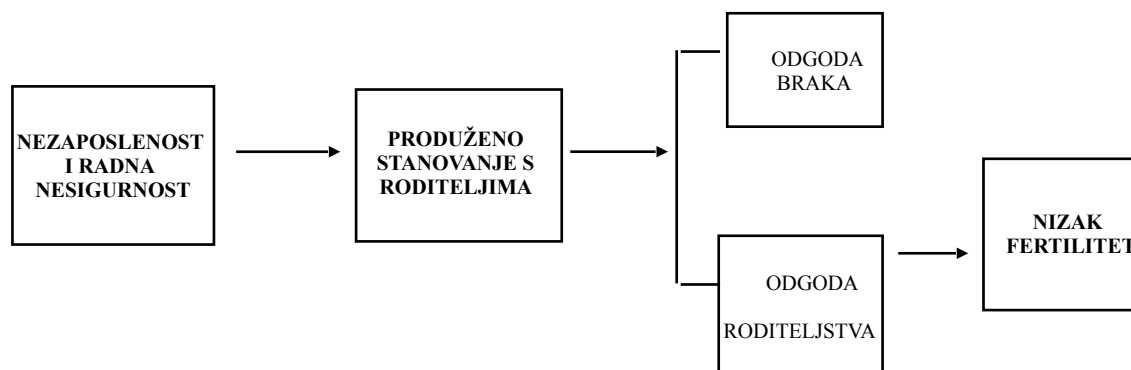 NEZAPOSLENOST
I RADNA
NESIGURNOST
PRODUŽENO
STANOVANJE S
RODITELJIMA
ODGODA
BRAKA
ODGODA
RODITELJSTVA
NIZAK
FERTILITET